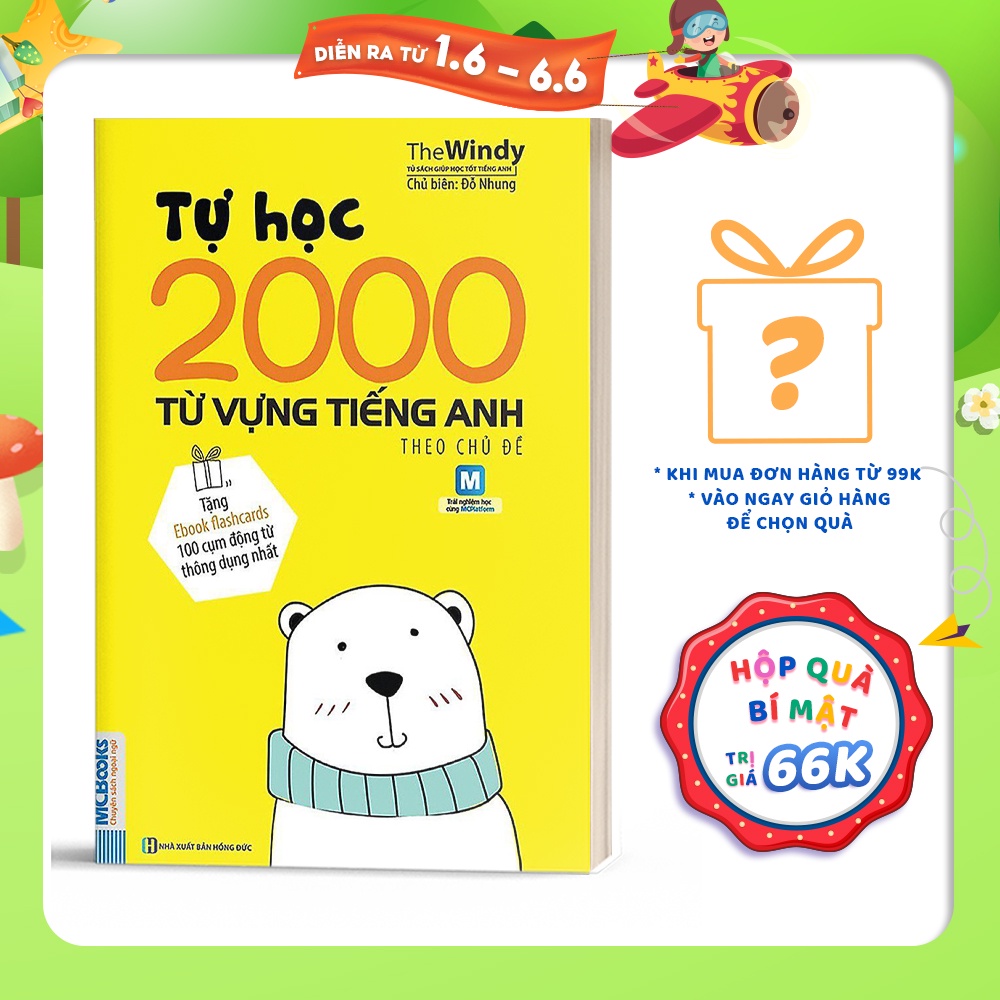 DIỄN RA TỪ 1.6 – 6.6
TheWindy
TỦ SÁCH GIÚP HỌC TỐT TIẾNG ANH
Chủ biên: Đỗ Nhung
Tự học
2000
TỪ VỰNG TIẾNG ANH
THEO CHỦ ĐỀ
M
Trải nghiệm học
cùng MCPlatform
Tặng
Ebook flashcards
100 cụm động từ
thông dụng nhất
MCBOOKS
Chuyên sách ngoại ngữ
NHÀ XUẤT BẢN HỒNG ĐỨC
?
* KHI MUA ĐƠN HÀNG TỪ 99K
* VÀO NGAY GIỎ HÀNG
ĐỂ CHỌN QUÀ
HỘP QUÀ
BÍ MẬT
TRỊ
GIÁ 66K